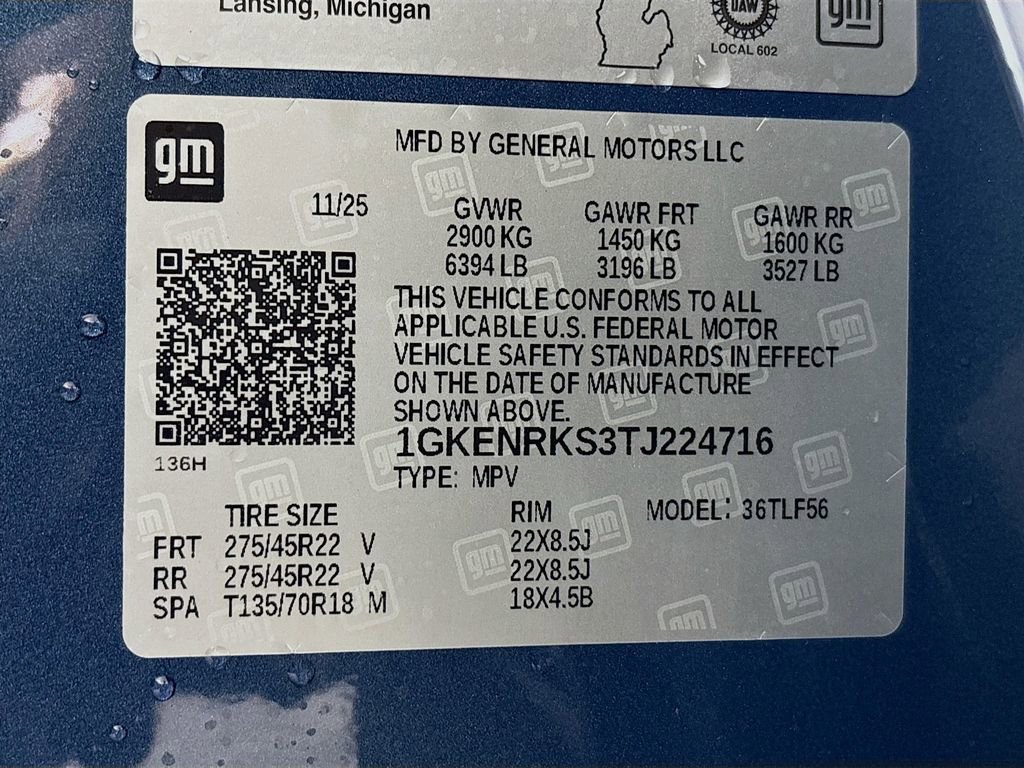 Lansing, Michigan
UAW
LOCAL 602
gm
gm
MFD BY GENERAL MOTORS LLC
11/25
GVWR GAWR FRT GAWR RR
2900 KG 1450 KG 1600 KG
6394 LB 3196 LB 3527 LB
THIS VEHICLE CONFORMS TO ALL
APPLICABLE U.S. FEDERAL MOTOR
VEHICLE SAFETY STANDARDS IN EFFECT
ON THE DATE OF MANUFACTURE
SHOWN ABOVE.
1GKENRKS3TJ224716
136H
TYPE: MPV
TIRE SIZE RIM MODEL: 36TLF56
FRT 275/45R22 V 22X8.5J
RR 275/45R22 V 22X8.5J
SPA T135/70R18 M 18X4.5B